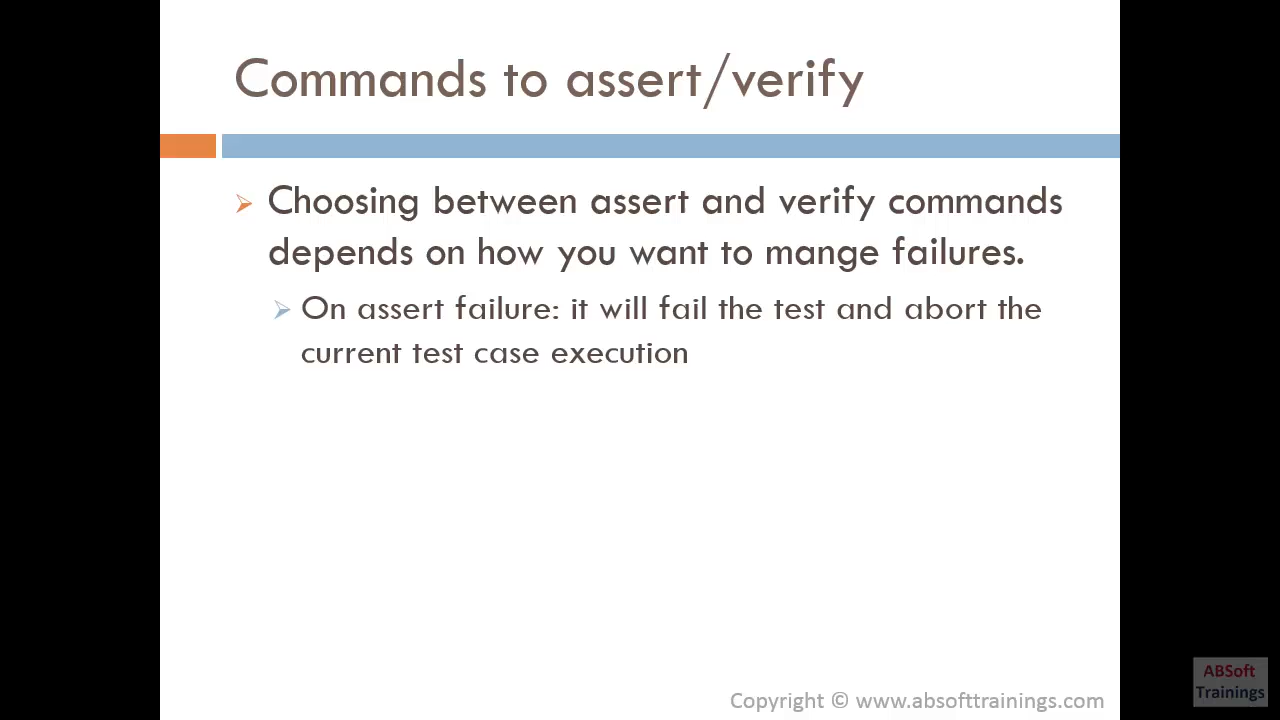 Commands to assert/verify
Choosing between assert and verify commands
depends on how you want to mange failures.
On assert failure: it will fail the test and abort the
current test case execution
Copyright © www.absofttrainings.com
ABSoft
Trainings